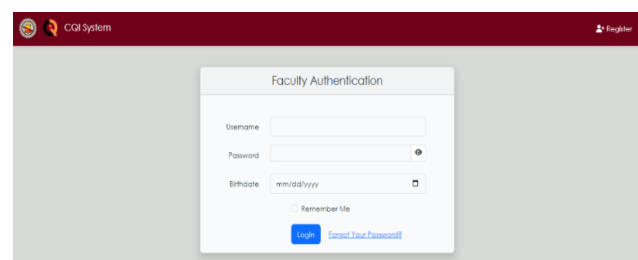 CQI System
Register
Faculty Authentication
Username
Password
Birthdate mm/dd/yyyy
Remember Me
Login Forgot Your Password?